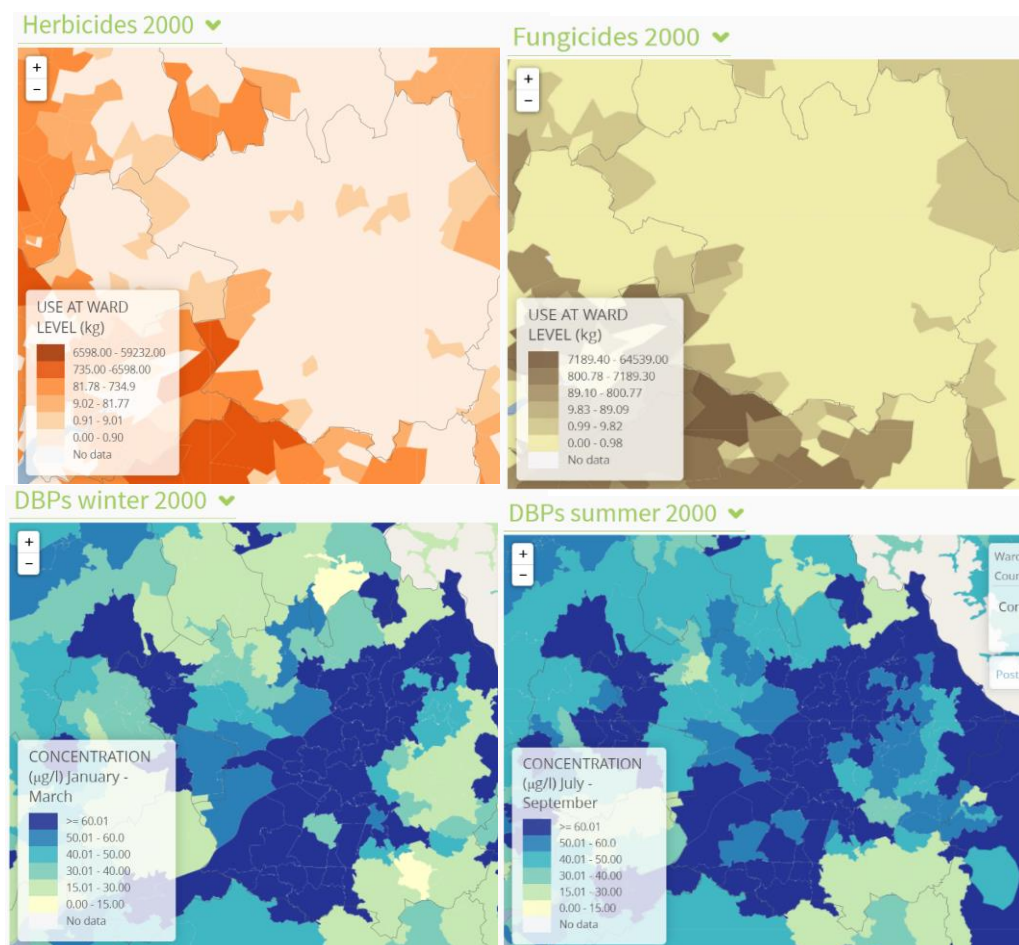 Herbicides 2000
Fungicides 2000
+
−
+
−
USE AT WARD
LEVEL (kg)
6598.00 - 59232.00
735.00 -6598.00
81.78 - 734.9
9.02 - 81.77
0.91 - 9.01
0.00 - 0.90
No data
USE AT WARD
LEVEL (kg)
7189.40 - 64539.00
800.78 - 7189.30
89.10 - 800.77
9.83 - 89.09
0.99 - 9.82
0.00 - 0.98
No data
DBPs winter 2000
DBPs summer 2000
+
−
+
−
Ward
Coun
Con
Post
CONCENTRATION
(μg/l) January -
March
>= 60.01
50.01 - 60.0
40.01 - 50.00
30.01 - 40.00
15.01 - 30.00
0.00 - 15.00
No data
CONCENTRATION
(μg/l) July -
September
>= 60.01
50.01 - 60.0
40.01 - 50.00
30.01 - 40.00
15.01 - 30.00
0.00 - 15.00
No data